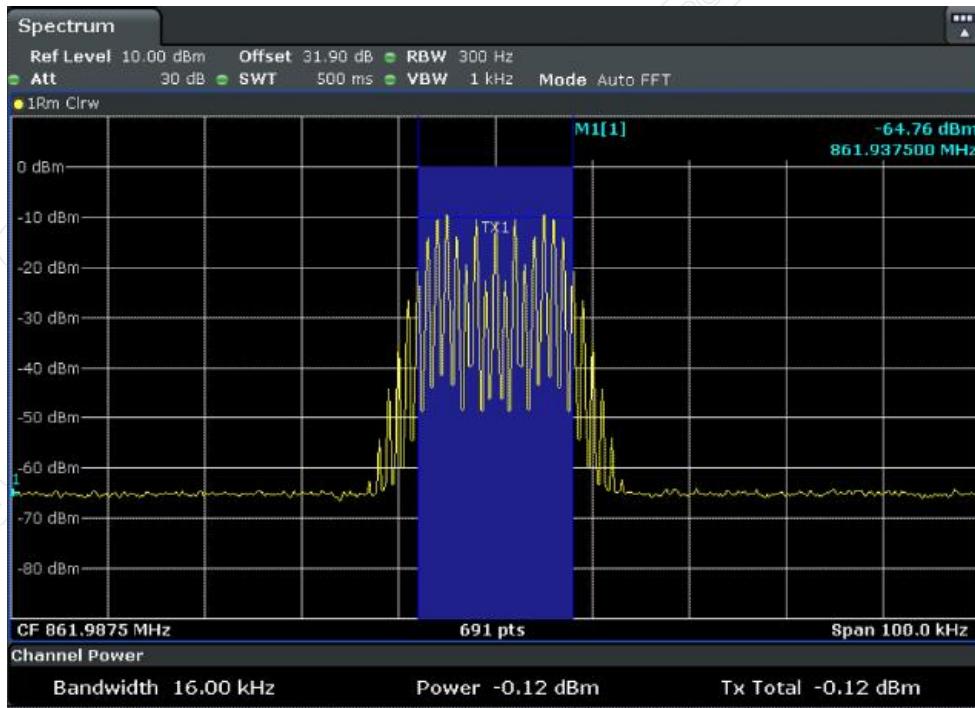 Spectrum
Ref Level 10.00 dBm Offset 31.90 dB RBW 300 Hz
Att 30 dB SWT 500 ms VBW 1 kHz Mode Auto FFT
1Rm Clrw
M1[1] -64.76 dBm
861.937500 MHz
0 dBm
-10 dBm
TX1
-20 dBm
-30 dBm
-40 dBm
-50 dBm
-60 dBm
1
-70 dBm
-80 dBm
CF 861.9875 MHz 691 pts Span 100.0 kHz
Channel Power
Bandwidth 16.00 kHz Power -0.12 dBm Tx Total -0.12 dBm